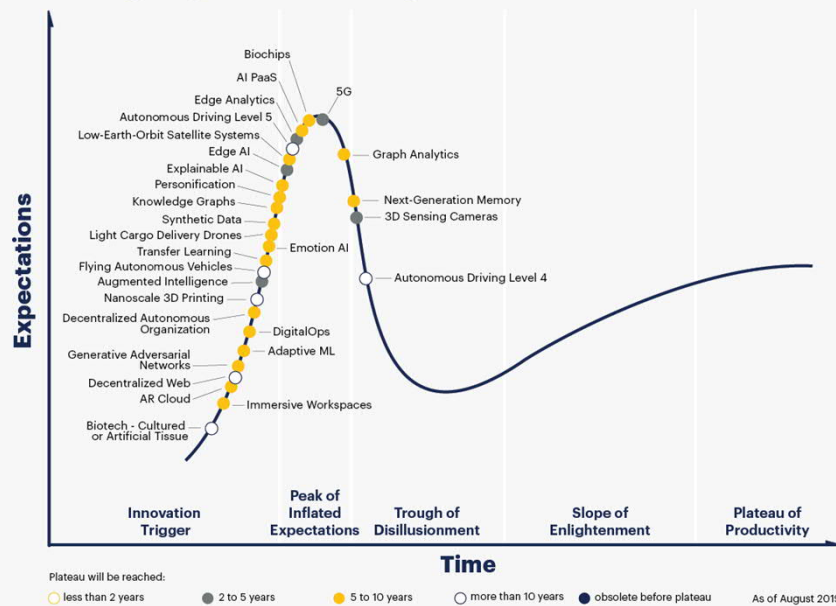 Biochips
AI PaaS
5G
Edge Analytics
Autonomous Driving Level 5
Low-Earth-Orbit Satellite Systems
Edge AI
Graph Analytics
Explainable AI
Personification
Knowledge Graphs
Next-Generation Memory
3D Sensing Cameras
Synthetic Data
Light Cargo Delivery Drones
Emotion AI
Transfer Learning
Flying Autonomous Vehicles
Augmented Intelligence
Autonomous Driving Level 4
Nanoscale 3D Printing
Decentralized Autonomous
Organization
DigitalOps
Adaptive ML
Generative Adversarial
Networks
Decentralized Web
AR Cloud
Immersive Workspaces
Biotech - Cultured
or Artificial Tissue
Expectations
Innovation
Trigger
Peak of
Inflated
Expectations
Trough of
Disillusionment
Slope of
Enlightenment
Plateau of
Productivity
Time
Plateau will be reached:
less than 2 years
2 to 5 years
5 to 10 years
more than 10 years
obsolete before plateau
As of August